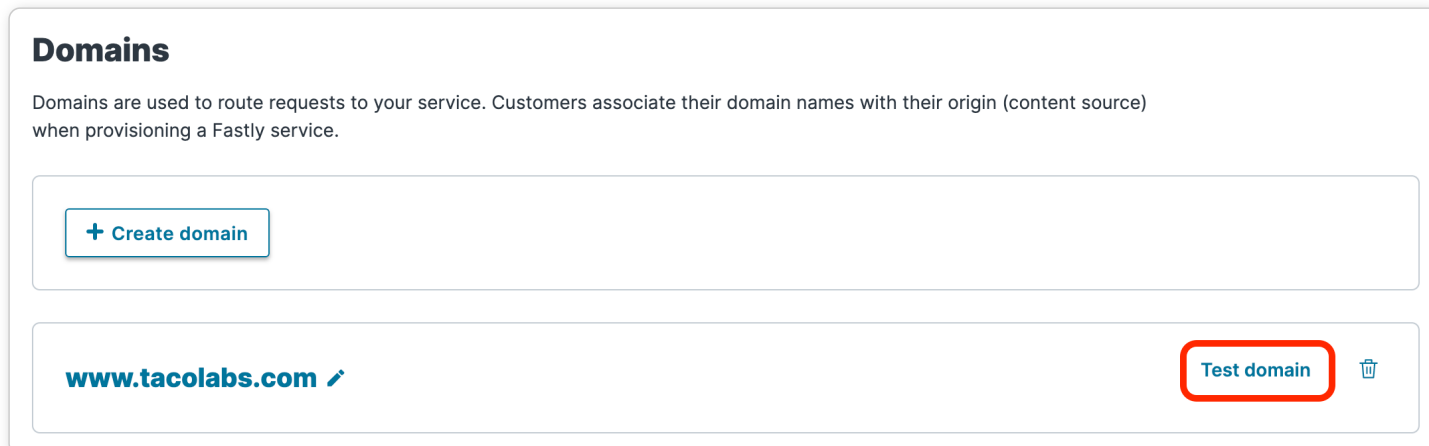 Domains
Domains are used to route requests to your service. Customers associate their domain names with their origin (content source)
when provisioning a Fastly service.
+ Create domain
www.tacolabs.com
Test domain